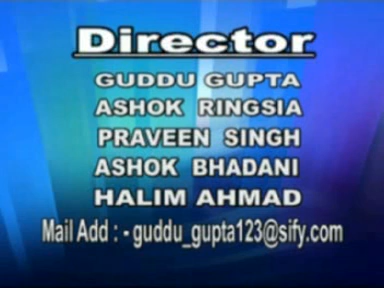 Director
GUDDU GUPTA
ASHOK RINGSIA
PRAVEEN SINGH
ASHOK BHADANI
HALIM AHMAD
Mail Add : - guddu_gupta123@sify.com